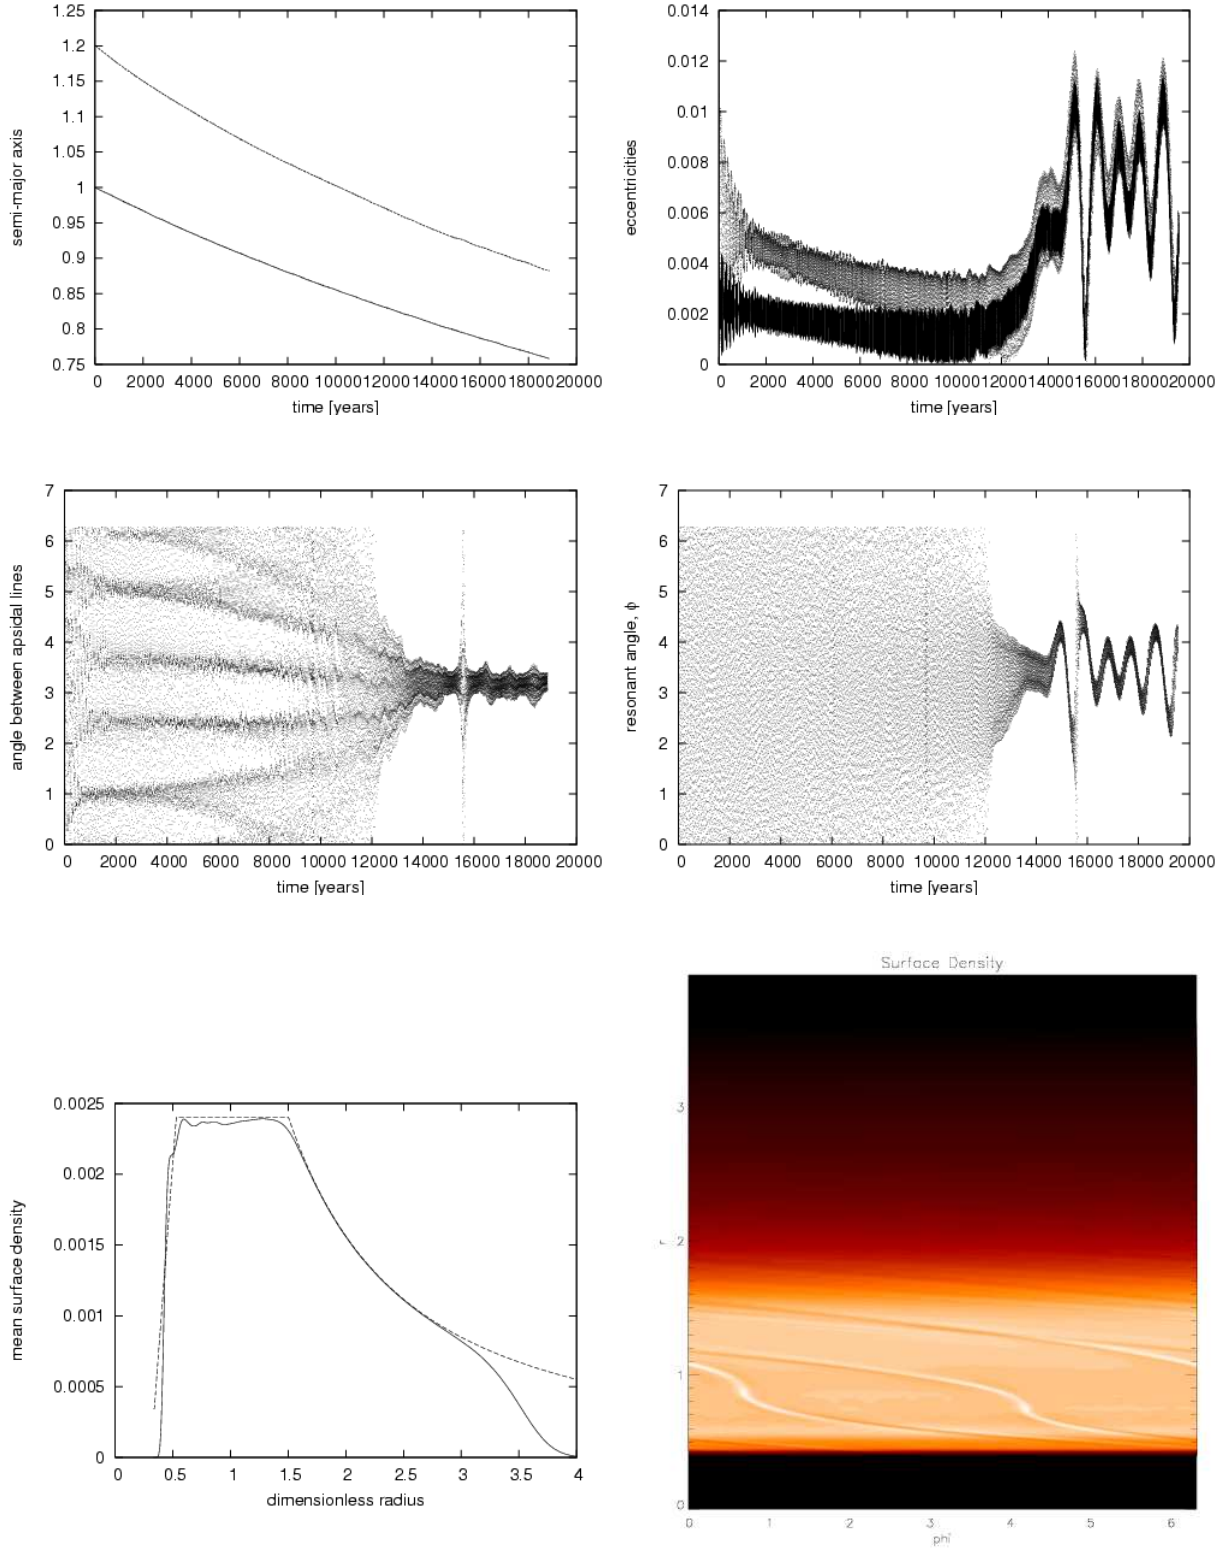 1.25
1.2
1.15
1.1
1.05
1
0.95
0.9
0.85
0.8
0.75
semi-major axis
0 2000 4000 6000 8000 10000 12000 14000 16000 18000 20000
time [years]
0.014
0.012
0.01
0.008
0.006
0.004
0.002
0
eccentricities
0 2000 4000 6000 8000 10000 12000 14000 16000 18000 20000
time [years]
7
6
5
4
3
2
1
0
angle between apsidal lines
0 2000 4000 6000 8000 10000 12000 14000 16000 18000 20000
time [years]
7
6
5
4
3
2
1
0
resonant angle, ϕ
0 2000 4000 6000 8000 10000 12000 14000 16000 18000 20000
time [years]
0.0025
0.002
0.0015
0.001
0.0005
0
mean surface density
0 0.5 1 1.5 2 2.5 3 3.5 4
dimensionless radius
Surface Density
3
2
1
0
r
0 1 2 3 4 5 6
phi